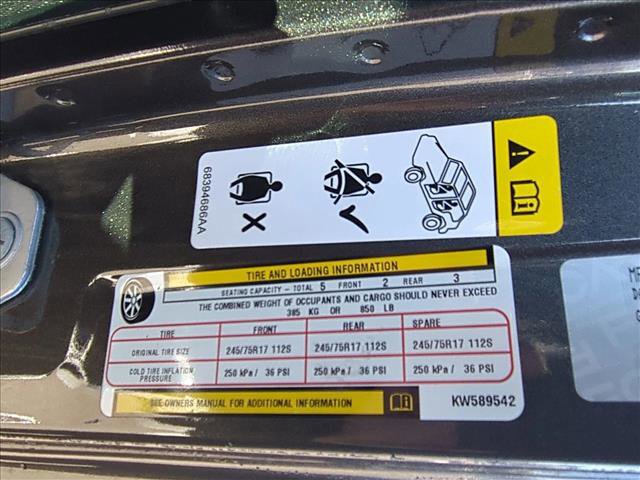 68394686AA
TIRE AND LOADING INFORMATION
SEATING CAPACITY - TOTAL 5 FRONT 2 REAR 3
THE COMBINED WEIGHT OF OCCUPANTS AND CARGO SHOULD NEVER EXCEED
385 KG OR 850 LB
TIRE FRONT REAR SPARE
ORIGINAL TIRE SIZE 245/75R17 112S 245/75R17 112S 245/75R17 112S
COLD TIRE INFLATION PRESSURE 250 kPa / 36 PSI 250 kPa / 36 PSI 250 kPa / 36 PSI
SEE OWNERS MANUAL FOR ADDITIONAL INFORMATION
KW589542